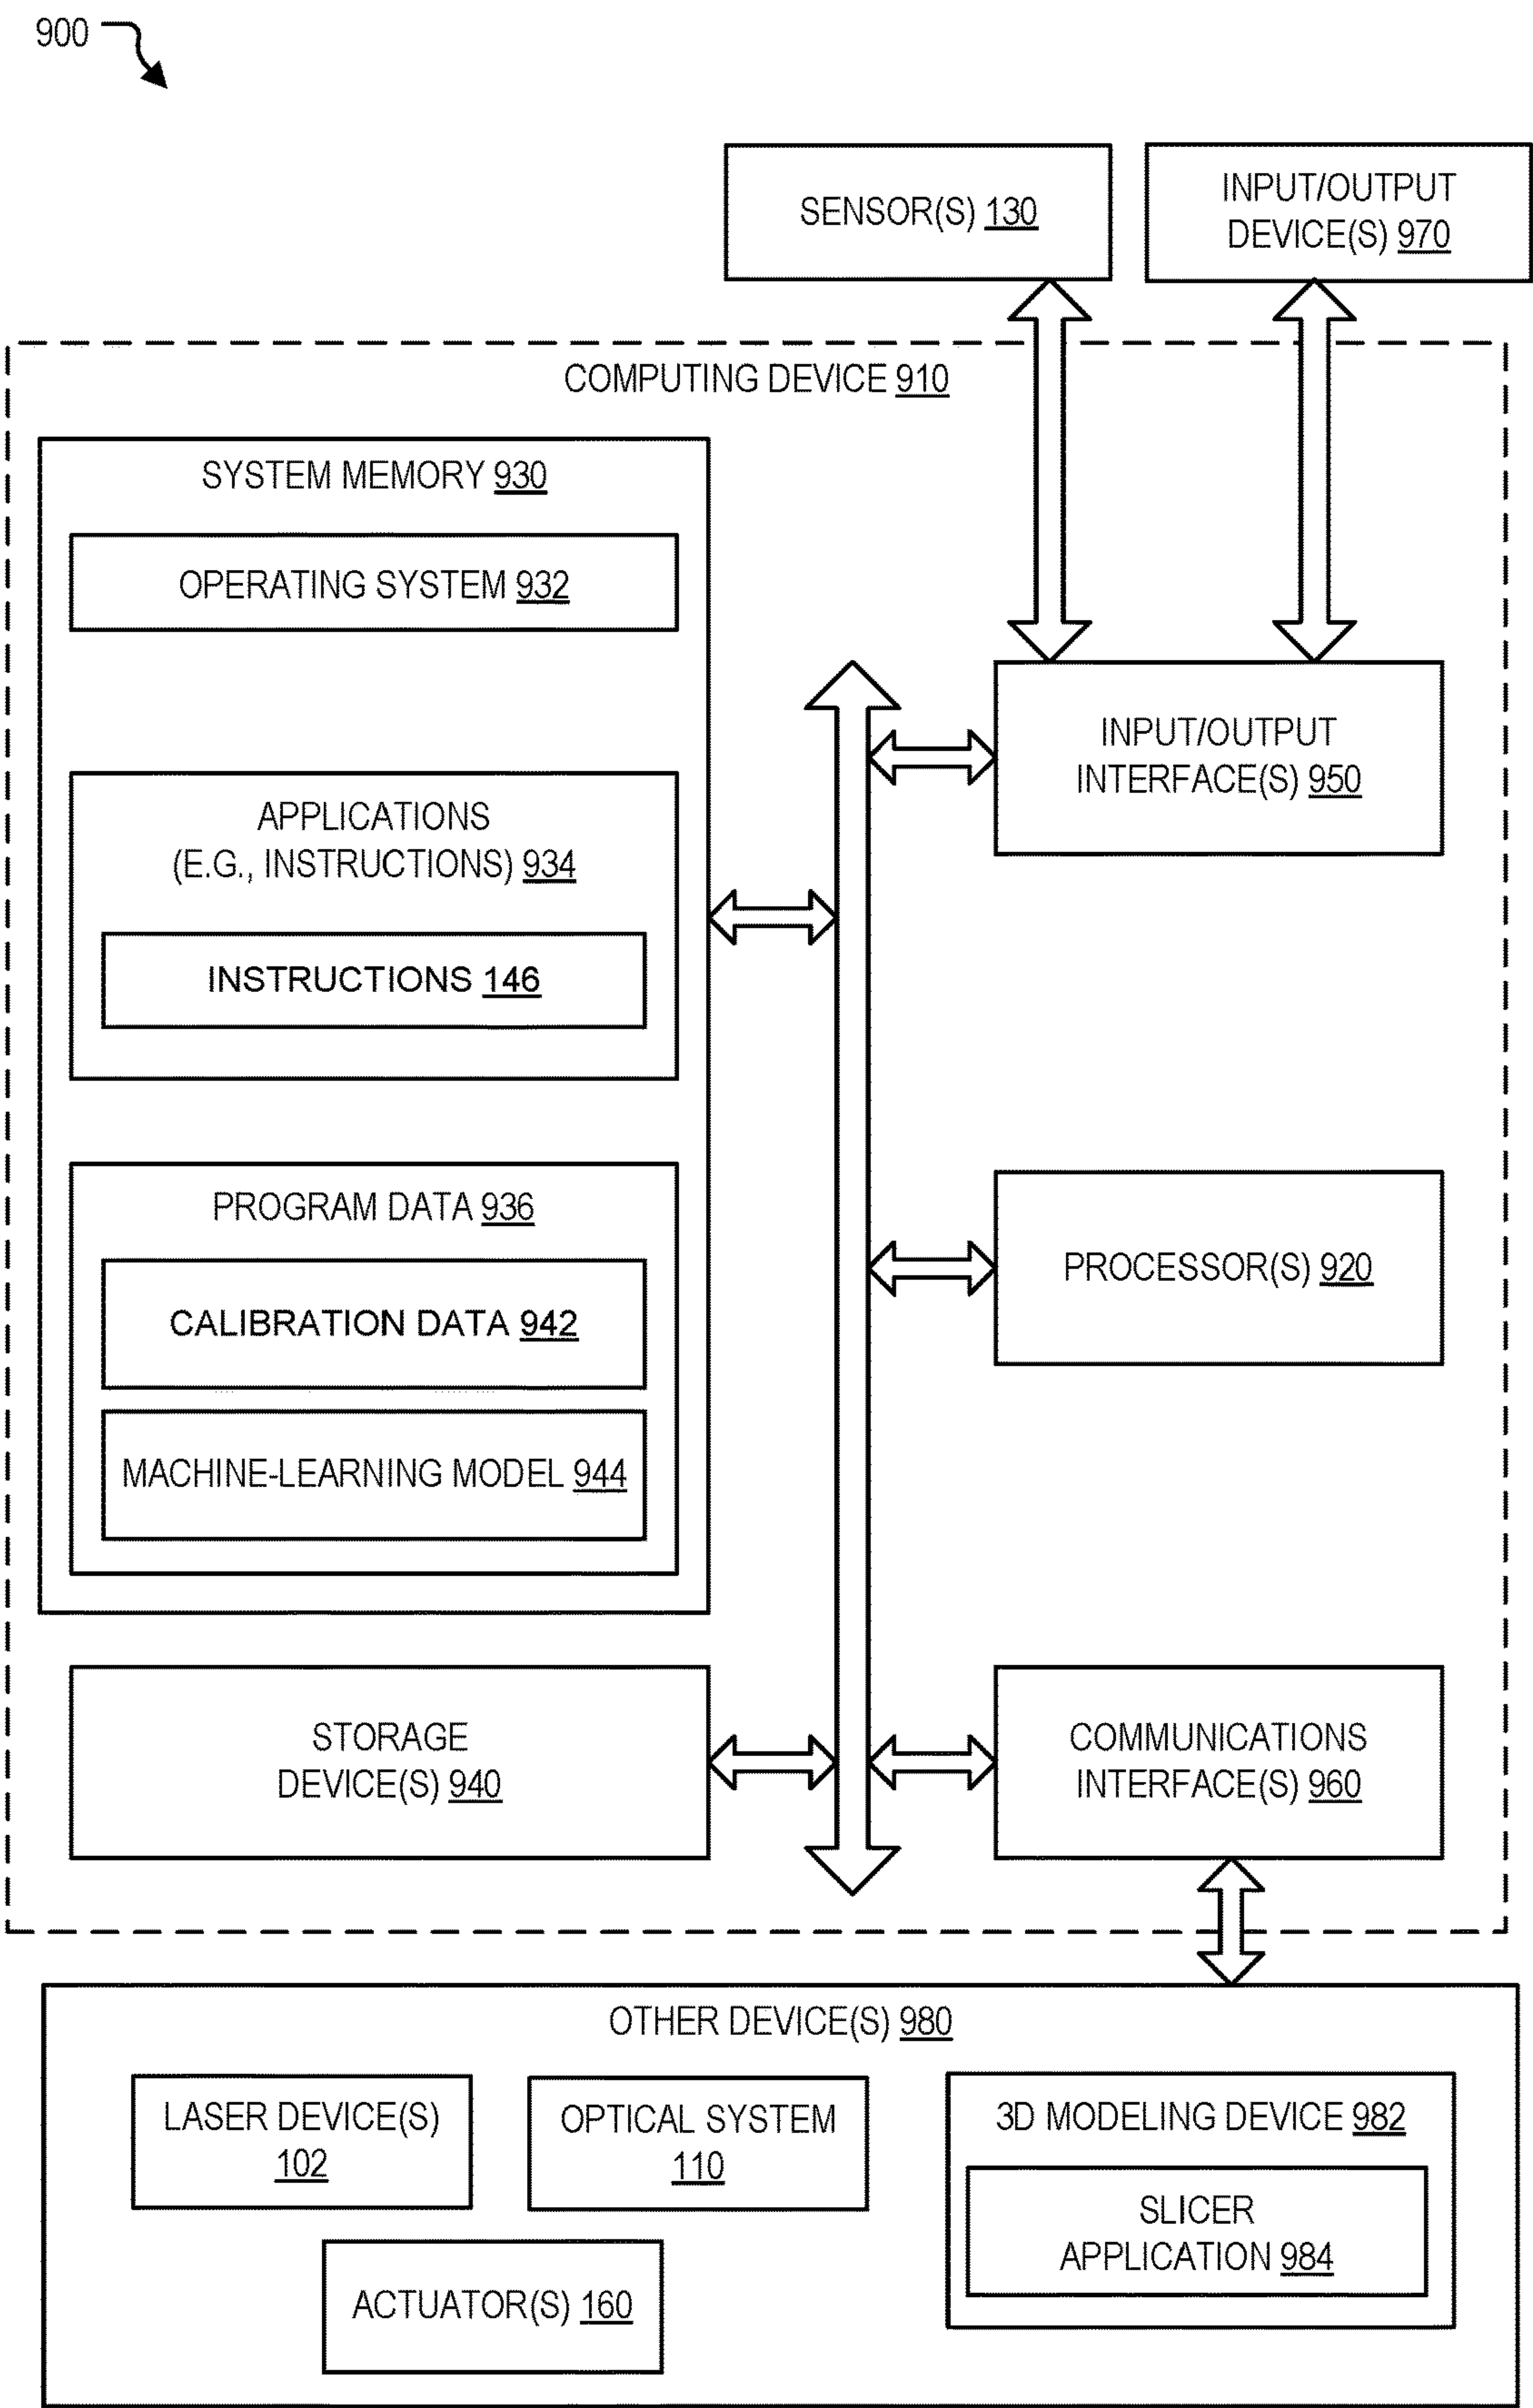 900
SENSOR(S) 130
INPUT/OUTPUT
DEVICE(S) 970
COMPUTING DEVICE 910
SYSTEM MEMORY 930
OPERATING SYSTEM 932
APPLICATIONS
(E.G., INSTRUCTIONS) 934
INSTRUCTIONS 146
PROGRAM DATA 936
CALIBRATION DATA 942
MACHINE-LEARNING MODEL 944
STORAGE
DEVICE(S) 940
INPUT/OUTPUT
INTERFACE(S) 950
PROCESSOR(S) 920
COMMUNICATIONS
INTERFACE(S) 960
OTHER DEVICE(S) 980
LASER DEVICE(S)
102
OPTICAL SYSTEM
110
ACTUATOR(S) 160
3D MODELING DEVICE 982
SLICER
APPLICATION 984